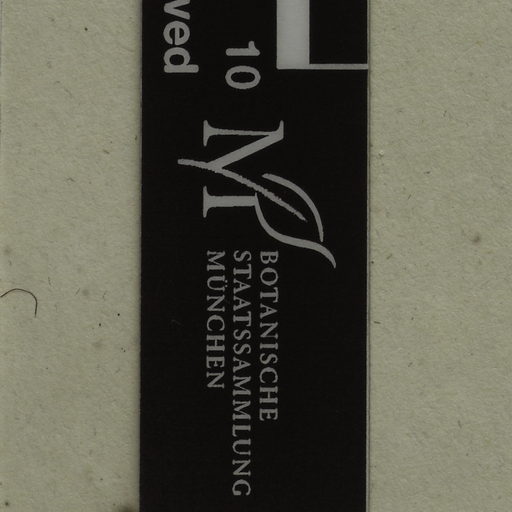 ved
10
BOTANISCHE
STAATSSAMMLUNG
MÜNCHEN